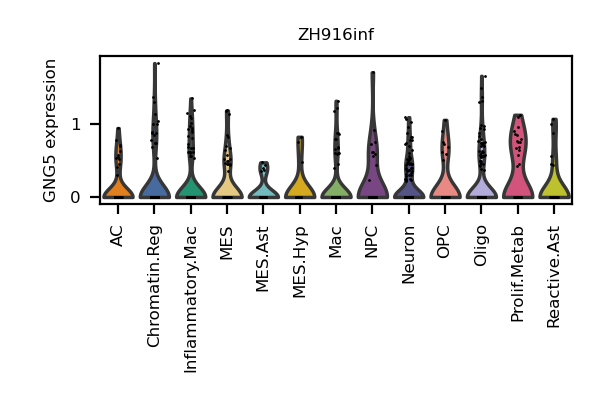 ZH916inf
GNG5 expression
1
0
AC
Chromatin.Reg
Inflammatory.Mac
MES
MES.Ast
MES.Hyp
Mac
NPC
Neuron
OPC
Oligo
Prolif.Metab
Reactive.Ast